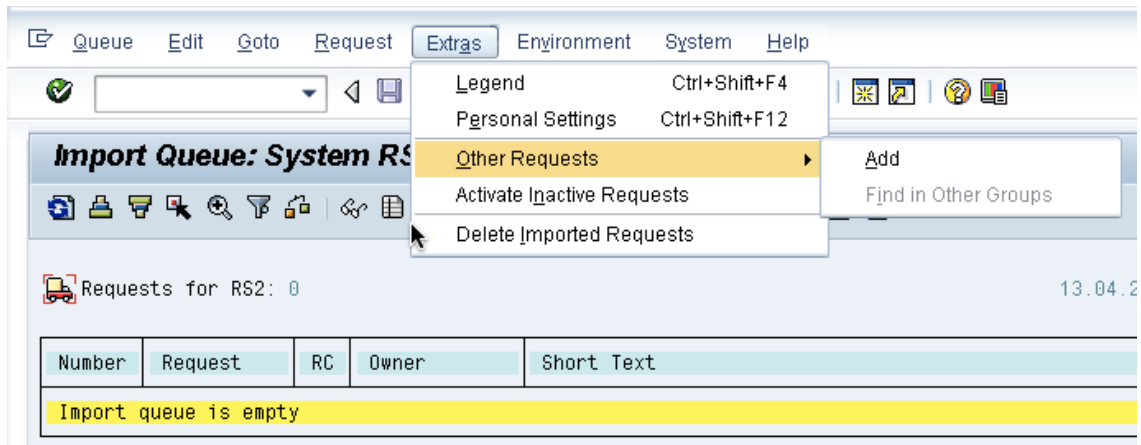 Queue Edit Goto Request Extras Environment System Help
Legend Ctrl+Shift+F4
Personal Settings Ctrl+Shift+F12
Other Requests
Activate Inactive Requests
Delete Imported Requests
Add
Find in Other Groups
Import Queue: System RS
Requests for RS2: 0
13.04.2
Number Request RC Owner Short Text
Import queue is empty